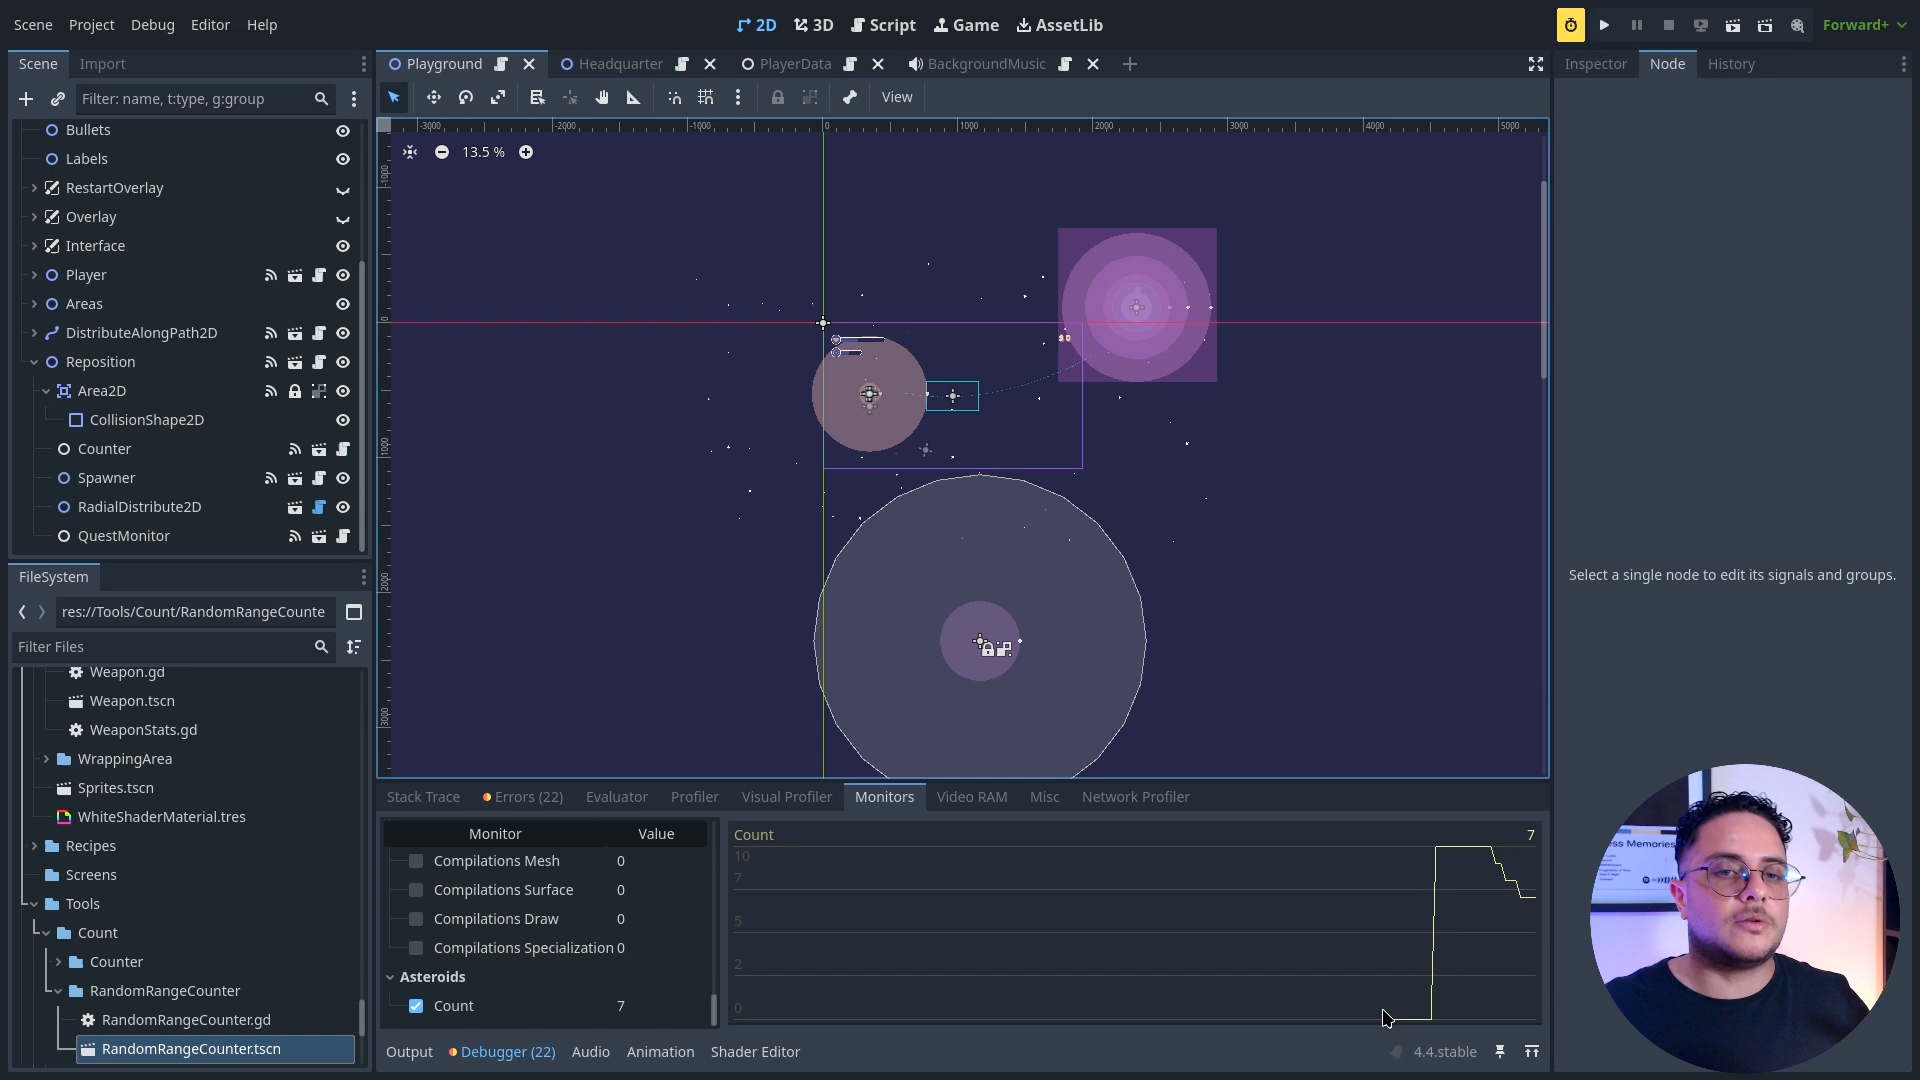 Scene Project Debug Editor Help
2D 3D Script Game AssetLib
Forward+
Scene Import
Filter: name, t:type, g:group
Bullets
Labels
RestartOverlay
Overlay
Interface
Player
Areas
DistributeAlongPath2D
Reposition
Area2D
CollisionShape2D
Counter
Spawner
RadialDistribute2D
QuestMonitor
FileSystem
res://Tools/Count/RandomRangeCounte
Filter Files
Weapon.gd
Weapon.tscn
WeaponStats.gd
WrappingArea
Sprites.tscn
WhiteShaderMaterial.tres
Recipes
Screens
Tools
Count
Counter
RandomRangeCounter
RandomRangeCounter.gd
RandomRangeCounter.tscn
Playground Headquarter PlayerData BackgroundMusic
View
-3000 -2000 -1000 0 1000 2000 3000 4000 5000
13.5 %
-1000
0
1000
2000
3000
Stack Trace Errors (22) Evaluator Profiler Visual Profiler Monitors Video RAM Misc Network Profiler
Monitor Value
Compilations Mesh 0
Compilations Surface 0
Compilations Draw 0
Compilations Specialization 0
Asteroids
Count 7
Count 7
10
7
5
2
0
Output Debugger (22) Audio Animation Shader Editor
4.4.stable
Inspector Node History
Select a single node to edit its signals and groups.
ess Memories